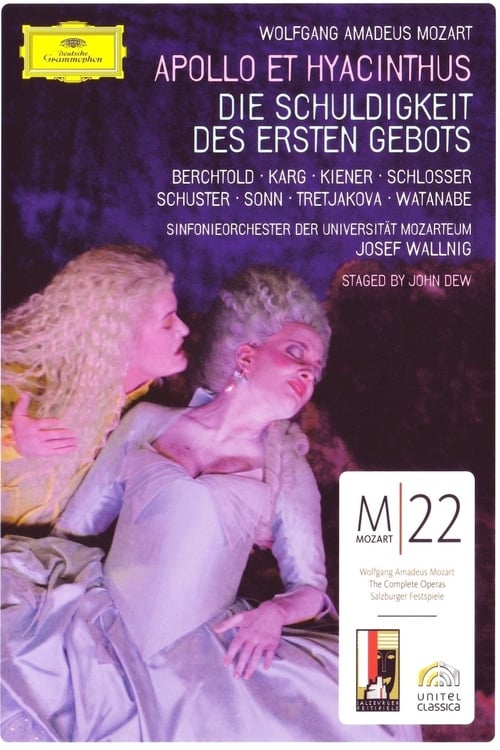 WOLFGANG AMADEUS MOZART
Deutsche
Grammophon
APOLLO ET HYACINTHUS
DIE SCHULDIGKEIT
DES ERSTEN GEBOTS
BERCHTOLD · KARG · KIENER · SCHLOSSER
SCHUSTER · SONN · TRETJAKOVA · WATANABE
SINFONIEORCHESTER DER UNIVERSITÄT MOZARTEUM
JOSEF WALLNIG
STAGED BY JOHN DEW
M|22
MOZART
Wolfgang Amadeus Mozart
The Complete Operas
Salzburger Festspiele
SALZBURGER
FESTSPIELE
UNITEL
CLASSICA